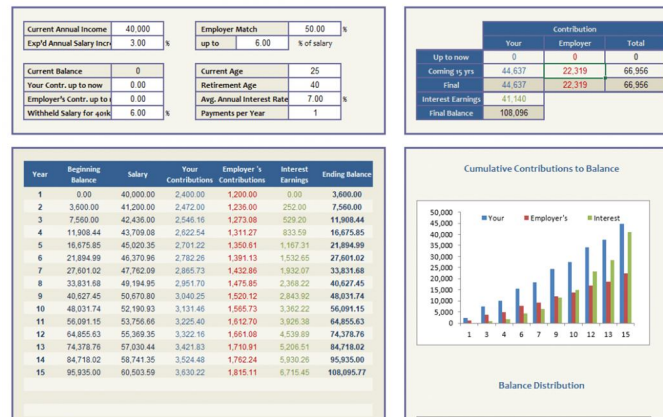 Current Annual Income 40,000
Exp'd Annual Salary Incr 3.00 %
Employer Match 50.00 %
up to 6.00 % of salary
Current Balance 0
Your Contr. up to now 0.00
Employer's Contr. up to 0.00
Withheld Salary for 401k 6.00 %
Current Age 25
Retirement Age 40
Avg. Annual Interest Rate 7.00 %
Payments per Year 1
Contribution
Your Employer Total
Up to now 0 0 0
Coming 15 yrs 44,637 22,319 66,956
Final 44,637 22,319 66,956
Interest Earnings 41,140
Final Balance 108,096
Year Beginning Balance Salary Your Contributions Employer 's Contributions Interest Earnings Ending Balance
1 0.00 40,000.00 2,400.00 1,200.00 0.00 3,600.00
2 3,600.00 41,200.00 2,472.00 1,236.00 252.00 7,560.00
3 7,560.00 42,436.00 2,546.16 1,273.08 529.20 11,908.44
4 11,908.44 43,709.08 2,622.54 1,311.27 833.59 16,675.85
5 16,675.85 45,020.35 2,701.22 1,350.61 1,167.31 21,894.99
6 21,894.99 46,370.96 2,782.26 1,391.13 1,532.65 27,601.02
7 27,601.02 47,762.09 2,865.73 1,432.86 1,932.07 33,831.68
8 33,831.68 49,194.95 2,951.70 1,475.85 2,368.22 40,627.45
9 40,627.45 50,670.80 3,040.25 1,520.12 2,843.92 48,031.74
10 48,031.74 52,190.93 3,131.46 1,565.73 3,362.22 56,091.15
11 56,091.15 53,756.66 3,225.40 1,612.70 3,926.38 64,855.63
12 64,855.63 55,369.35 3,322.16 1,661.08 4,539.89 74,378.76
13 74,378.76 57,030.44 3,421.83 1,710.91 5,206.51 84,718.02
14 84,718.02 58,741.35 3,524.48 1,762.24 5,930.26 95,935.00
15 95,935.00 60,503.59 3,630.22 1,815.11 6,715.45 108,095.77
Cumulative Contributions to Balance
Your Employer's Interest
50,000
45,000
40,000
35,000
30,000
25,000
20,000
15,000
10,000
5,000
0
1 3 4 6 7 9 10 12 13 15
Balance Distribution